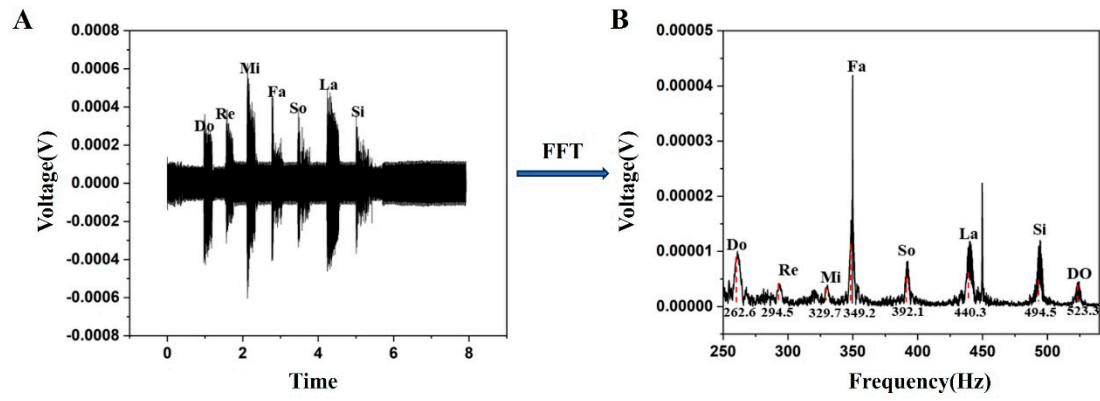 A
Voltage(V)
0.0008
0.0006
0.0004
0.0002
0.0000
-0.0002
-0.0004
-0.0006
-0.0008
Do
Re
Mi
Fa
So
La
Si
0 2 4 6 8
Time
FFT
B
Voltage(V)
0.00005
0.00004
0.00003
0.00002
0.00001
0.00000
Do
Re
Mi
Fa
So
La
Si
DO
262.6 294.5 329.7 349.2 392.1 440.3 494.5 523.3
250 300 350 400 450 500
Frequency(Hz)